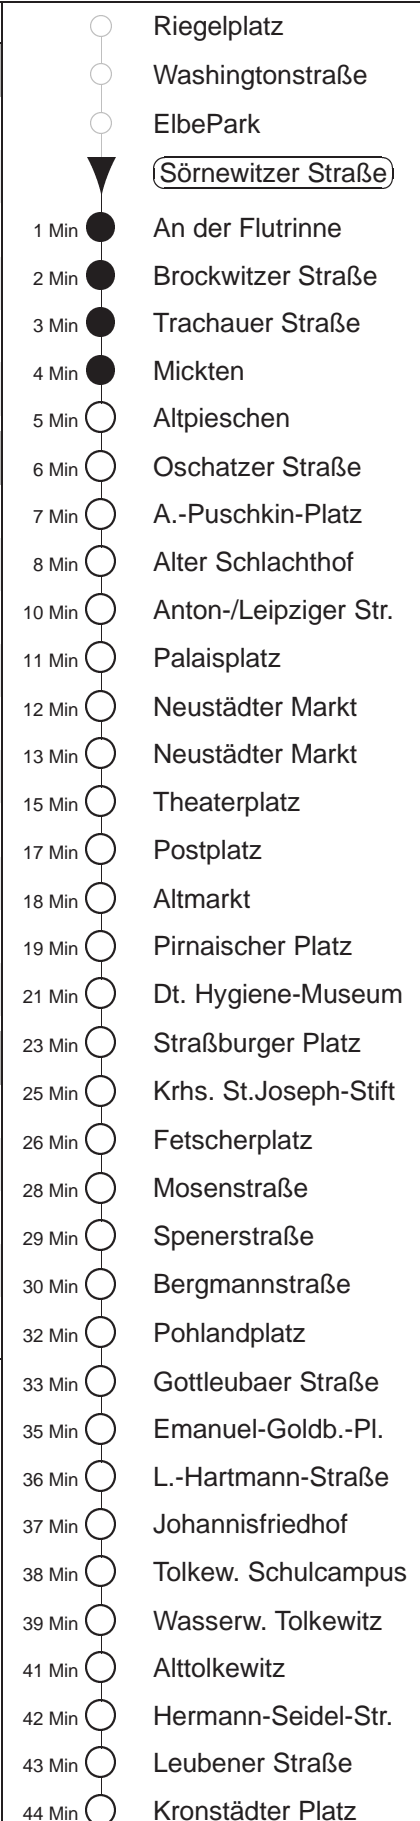 Riegelplatz
Washingtonstraße
ElbePark
Sörnewitzer Straße
1 Min An der Flutrinne
2 Min Brockwitzer Straße
3 Min Trachauer Straße
4 Min Mickten
5 Min Altpieschen
6 Min Oschatzer Straße
7 Min A.-Puschkin-Platz
8 Min Alter Schlachthof
10 Min Anton-/Leipziger Str.
11 Min Palaisplatz
12 Min Neustädter Markt
13 Min Neustädter Markt
15 Min Theaterplatz
17 Min Postplatz
18 Min Altmarkt
19 Min Pirnaischer Platz
21 Min Dt. Hygiene-Museum
23 Min Straßburger Platz
25 Min Krhs. St.Joseph-Stift
26 Min Fetscherplatz
28 Min Mosenstraße
29 Min Spenerstraße
30 Min Bergmannstraße
32 Min Pohlandplatz
33 Min Gottleubaer Straße
35 Min Emanuel-Goldb.-Pl.
36 Min L.-Hartmann-Straße
37 Min Johannisfriedhof
38 Min Tolkew. Schulcampus
39 Min Wasserw. Tolkewitz
41 Min Alttolkewitz
42 Min Hermann-Seidel-Str.
43 Min Leubener Straße
44 Min Kronstädter Platz